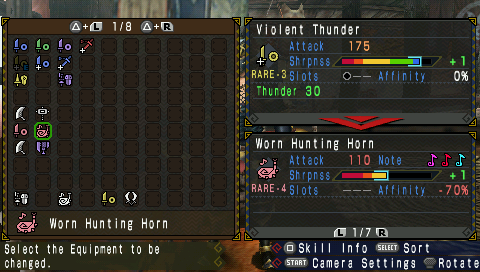 +L 1/8 +R
Worn Hunting Horn
Select the Equipment to be
changed.
Violent Thunder
Attack 175
Shrpnss +1
RARE-3 Slots --- Affinity 0%
Thunder 30
Worn Hunting Horn
Attack 110 Note
Shrpnss +1
RARE-4 Slots --- Affinity -70%
L 1/7 R
Skill Info SELECT Sort
START Camera Settings Rotate